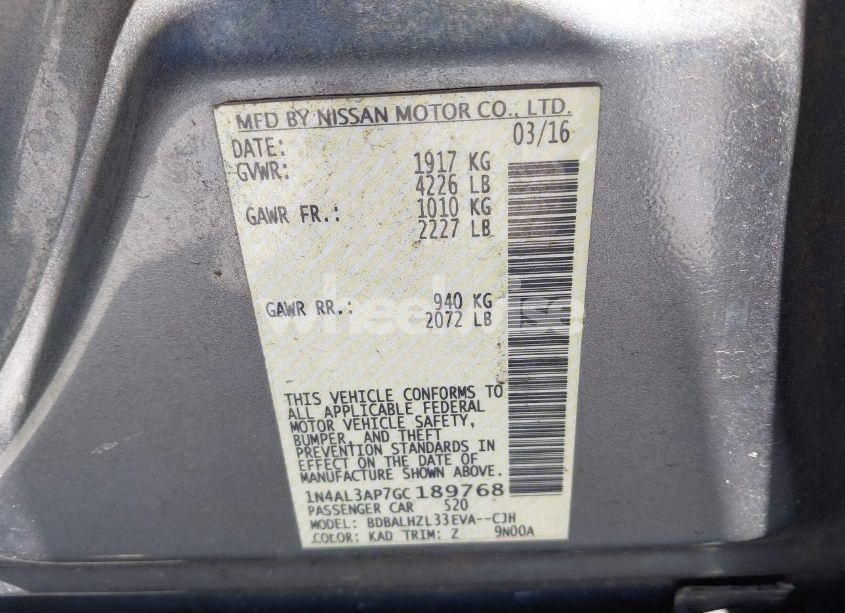 MFD BY NISSAN MOTOR CO., LTD.
DATE: 03/16
GVWR: 1917 KG
4226 LB
GAWR FR.: 1010 KG
2227 LB
GAWR RR.: 940 KG
2072 LB
wheelwise
THIS VEHICLE CONFORMS TO
ALL APPLICABLE FEDERAL
MOTOR VEHICLE SAFETY,
BUMPER, AND THEFT
PREVENTION STANDARDS IN
EFFECT ON THE DATE OF
MANUFACTURE SHOWN ABOVE.
1N4AL3AP7GC189768
PASSENGER CAR 520
MODEL: BDBALHZL33EVA--CJH
COLOR: KAD TRIM: Z 9N00A